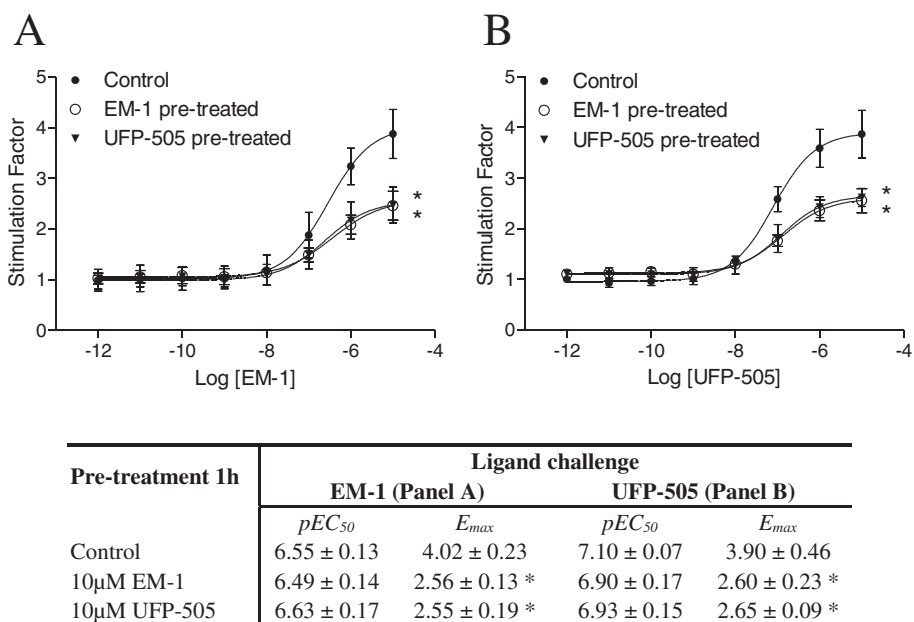 A
B
5
4
3
2
1
0
Stimulation Factor
Control
EM-1 pre-treated
UFP-505 pre-treated
*
*
-12 -10 -8 -6 -4
Log [EM-1]
5
4
3
2
1
0
Stimulation Factor
Control
EM-1 pre-treated
UFP-505 pre-treated
*
*
-12 -10 -8 -6 -4
Log [UFP-505]
Pre-treatment 1h
Ligand challenge
EM-1 (Panel A) UFP-505 (Panel B)
pEC50 Emax pEC50 Emax
Control 6.55 ± 0.13 4.02 ± 0.23 7.10 ± 0.07 3.90 ± 0.46
10µM EM-1 6.49 ± 0.14 2.56 ± 0.13 * 6.90 ± 0.17 2.60 ± 0.23 *
10µM UFP-505 6.63 ± 0.17 2.55 ± 0.19 * 6.93 ± 0.15 2.65 ± 0.09 *